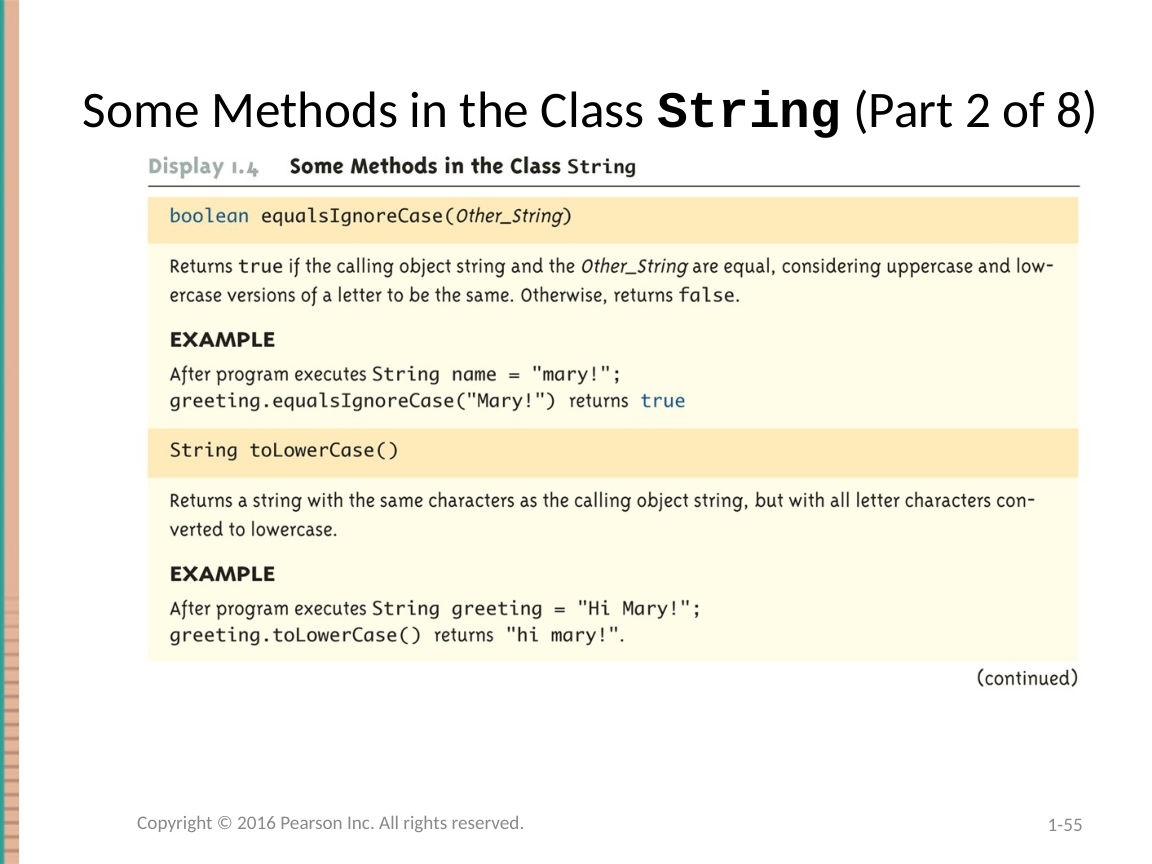 Some Methods in the Class String (Part 2 of 8)
Display 1.4 Some Methods in the Class String
boolean equalsIgnoreCase(Other_String)
Returns true if the calling object string and the Other_String are equal, considering uppercase and low-
ercase versions of a letter to be the same. Otherwise, returns false.
EXAMPLE
After program executes String name = "mary!";
greeting.equalsIgnoreCase("Mary!") returns true
String toLowerCase()
Returns a string with the same characters as the calling object string, but with all letter characters con-
verted to lowercase.
EXAMPLE
After program executes String greeting = "Hi Mary!";
greeting.toLowerCase() returns "hi mary!".
(continued)
Copyright © 2016 Pearson Inc. All rights reserved.
1-55